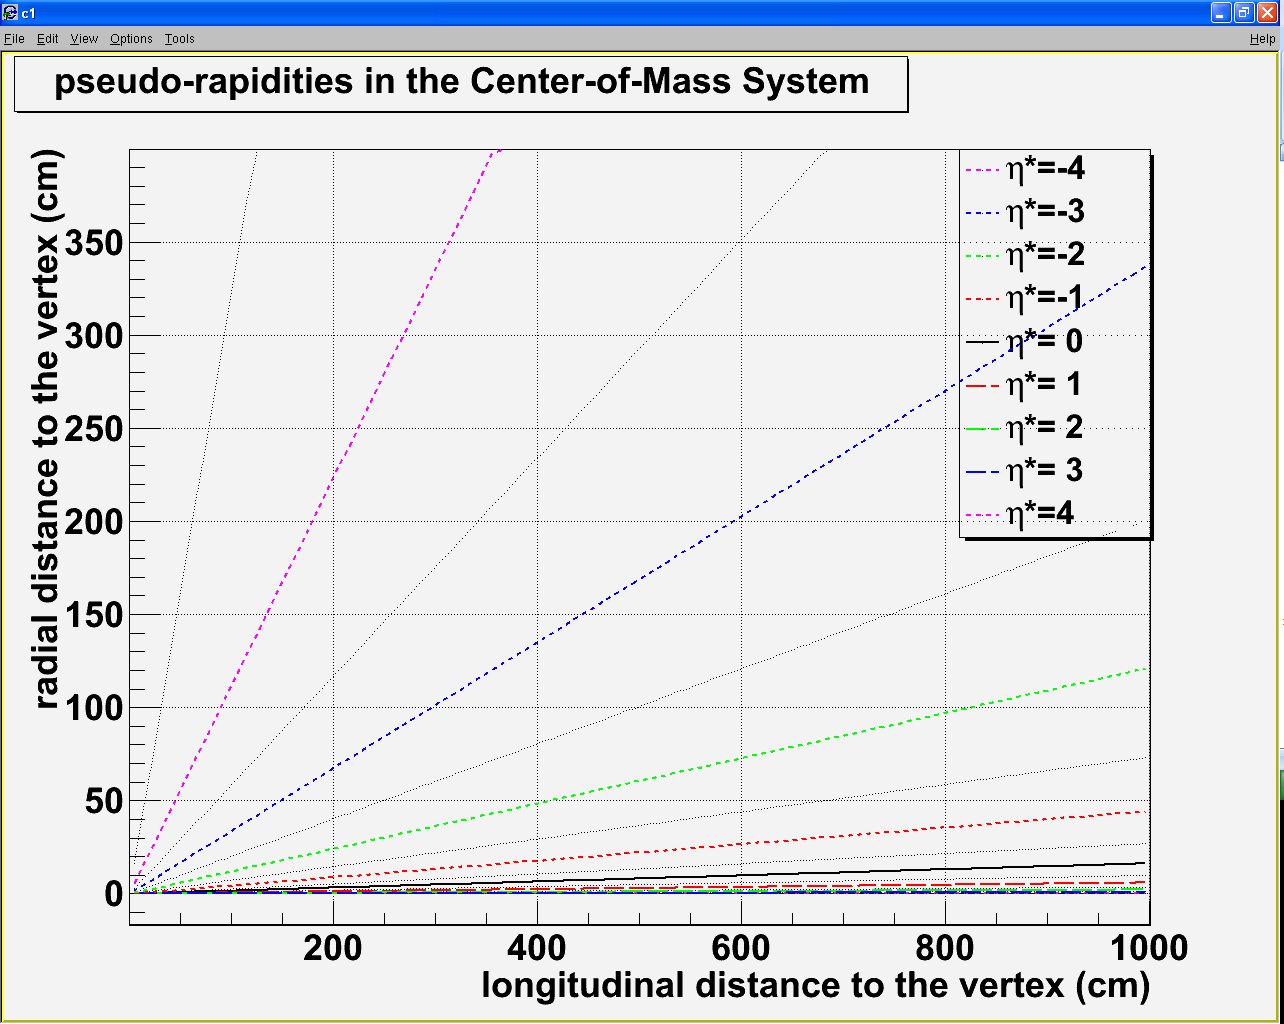 c1
File Edit View Options Tools Help
pseudo-rapidities in the Center-of-Mass System
radial distance to the vertex (cm)
350
300
250
200
150
100
50
0
η*=-4
η*=-3
η*=-2
η*=-1
η*= 0
η*= 1
η*= 2
η*= 3
η*=4
200 400 600 800 1000
longitudinal distance to the vertex (cm)